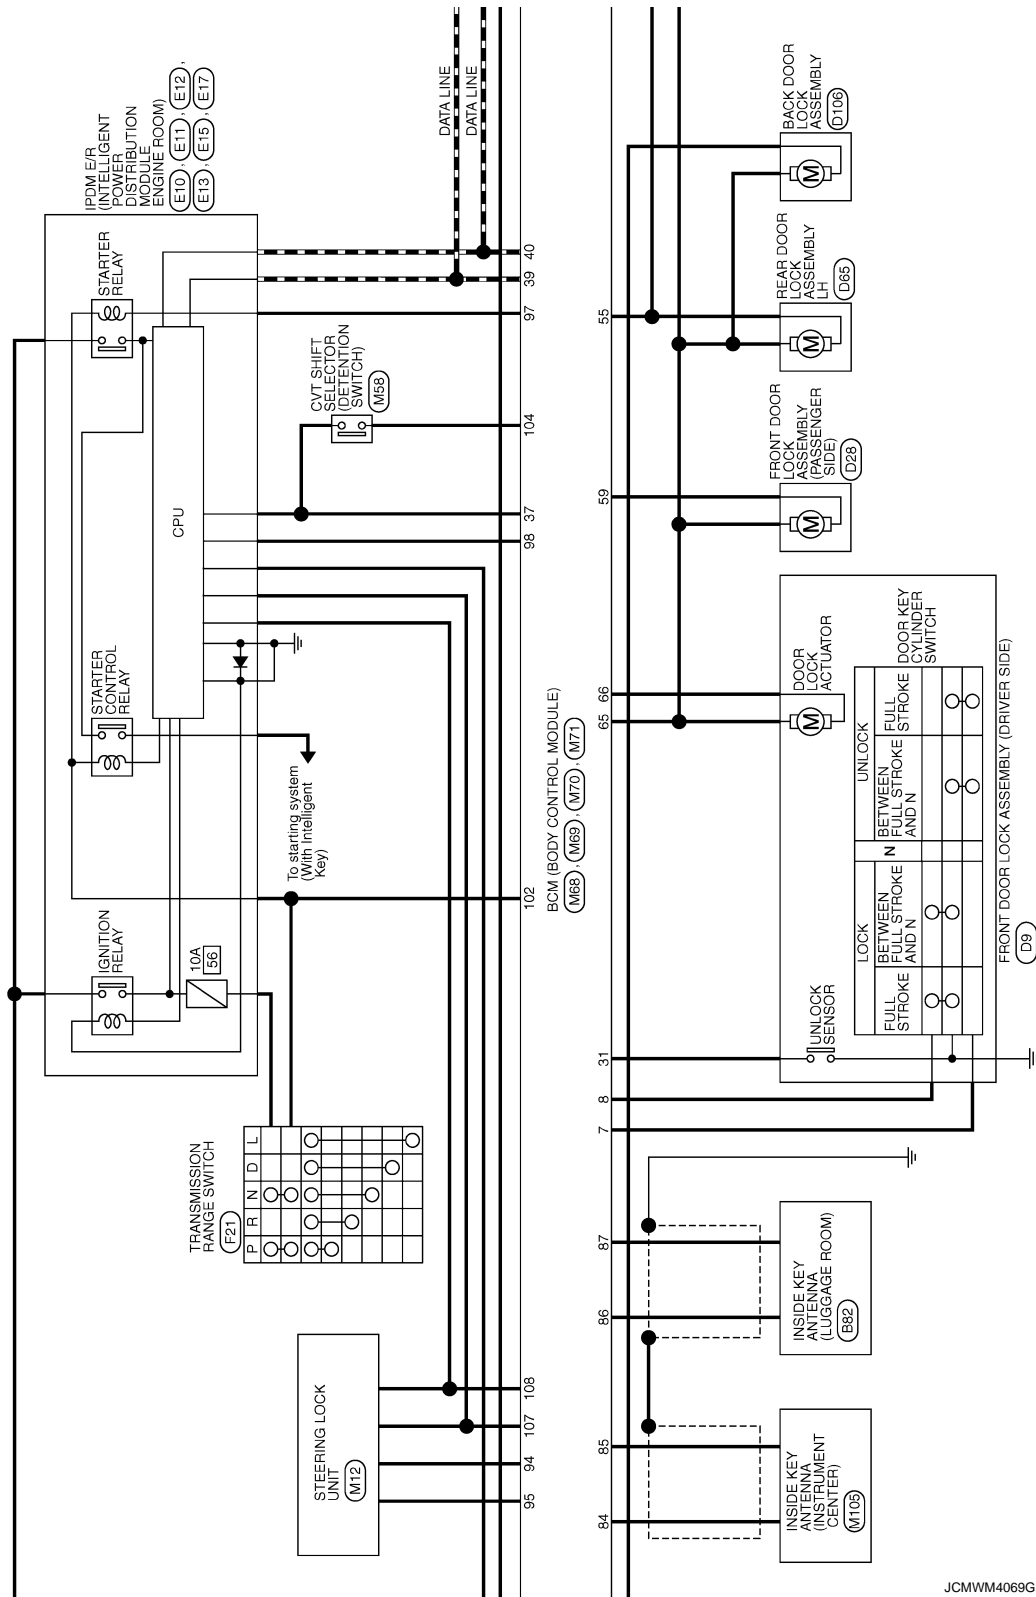 IPDM E/R
(INTELLIGENT
POWER
DISTRIBUTION
MODULE
ENGINE ROOM)
E10 , E11 , E12 ,
E13 , E15 , E17
STARTER
RELAY
CPU
STARTER
CONTROL
RELAY
IGNITION
RELAY
10A
56
To starting system
(With Intelligent
Key)
DATA LINE
DATA LINE
CVT SHIFT
SELECTOR
(DETENTION
SWITCH)
M58
TRANSMISSION
RANGE SWITCH
F21
P R N D L
STEERING LOCK
UNIT
M12
95
94
107
108
102
98
37
104
97
39
40
BCM (BODY CONTROL MODULE)
M68 , M69 , M70 , M71
84
85
86
87
7
8
31
65
66
59
55
INSIDE KEY
ANTENNA
(INSTRUMENT
CENTER)
M105
INSIDE KEY
ANTENNA
(LUGGAGE ROOM)
B82
UNLOCK
SENSOR
DOOR
LOCK
ACTUATOR
M
LOCK
N
UNLOCK
FULL
STROKE
BETWEEN
FULL STROKE
AND N
BETWEEN
FULL STROKE
AND N
FULL
STROKE
DOOR KEY
CYLINDER
SWITCH
FRONT DOOR LOCK ASSEMBLY (DRIVER SIDE)
D9
FRONT DOOR
LOCK
ASSEMBLY
(PASSENGER
SIDE)
D28
M
REAR DOOR
LOCK
ASSEMBLY
LH
D65
M
BACK DOOR
LOCK
ASSEMBLY
D106
M
JCMWM4069G